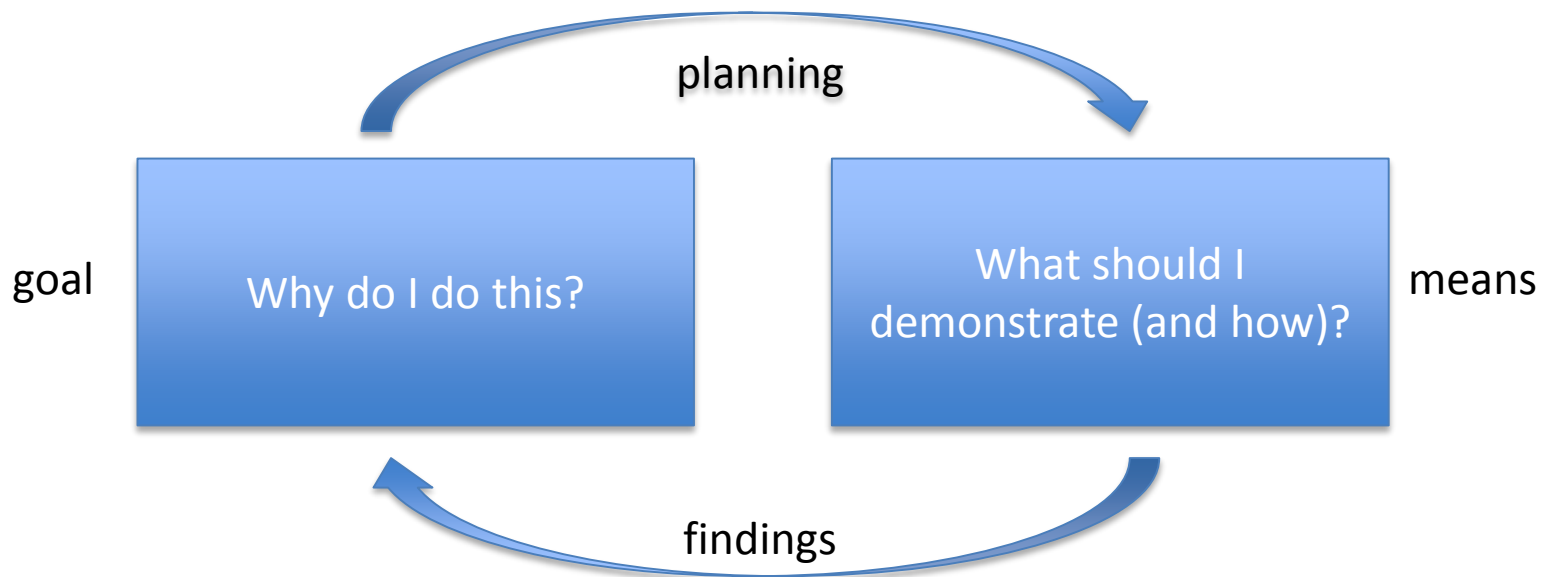 planning
goal
Why do I do this?
What should I
demonstrate (and how)?
means
findings